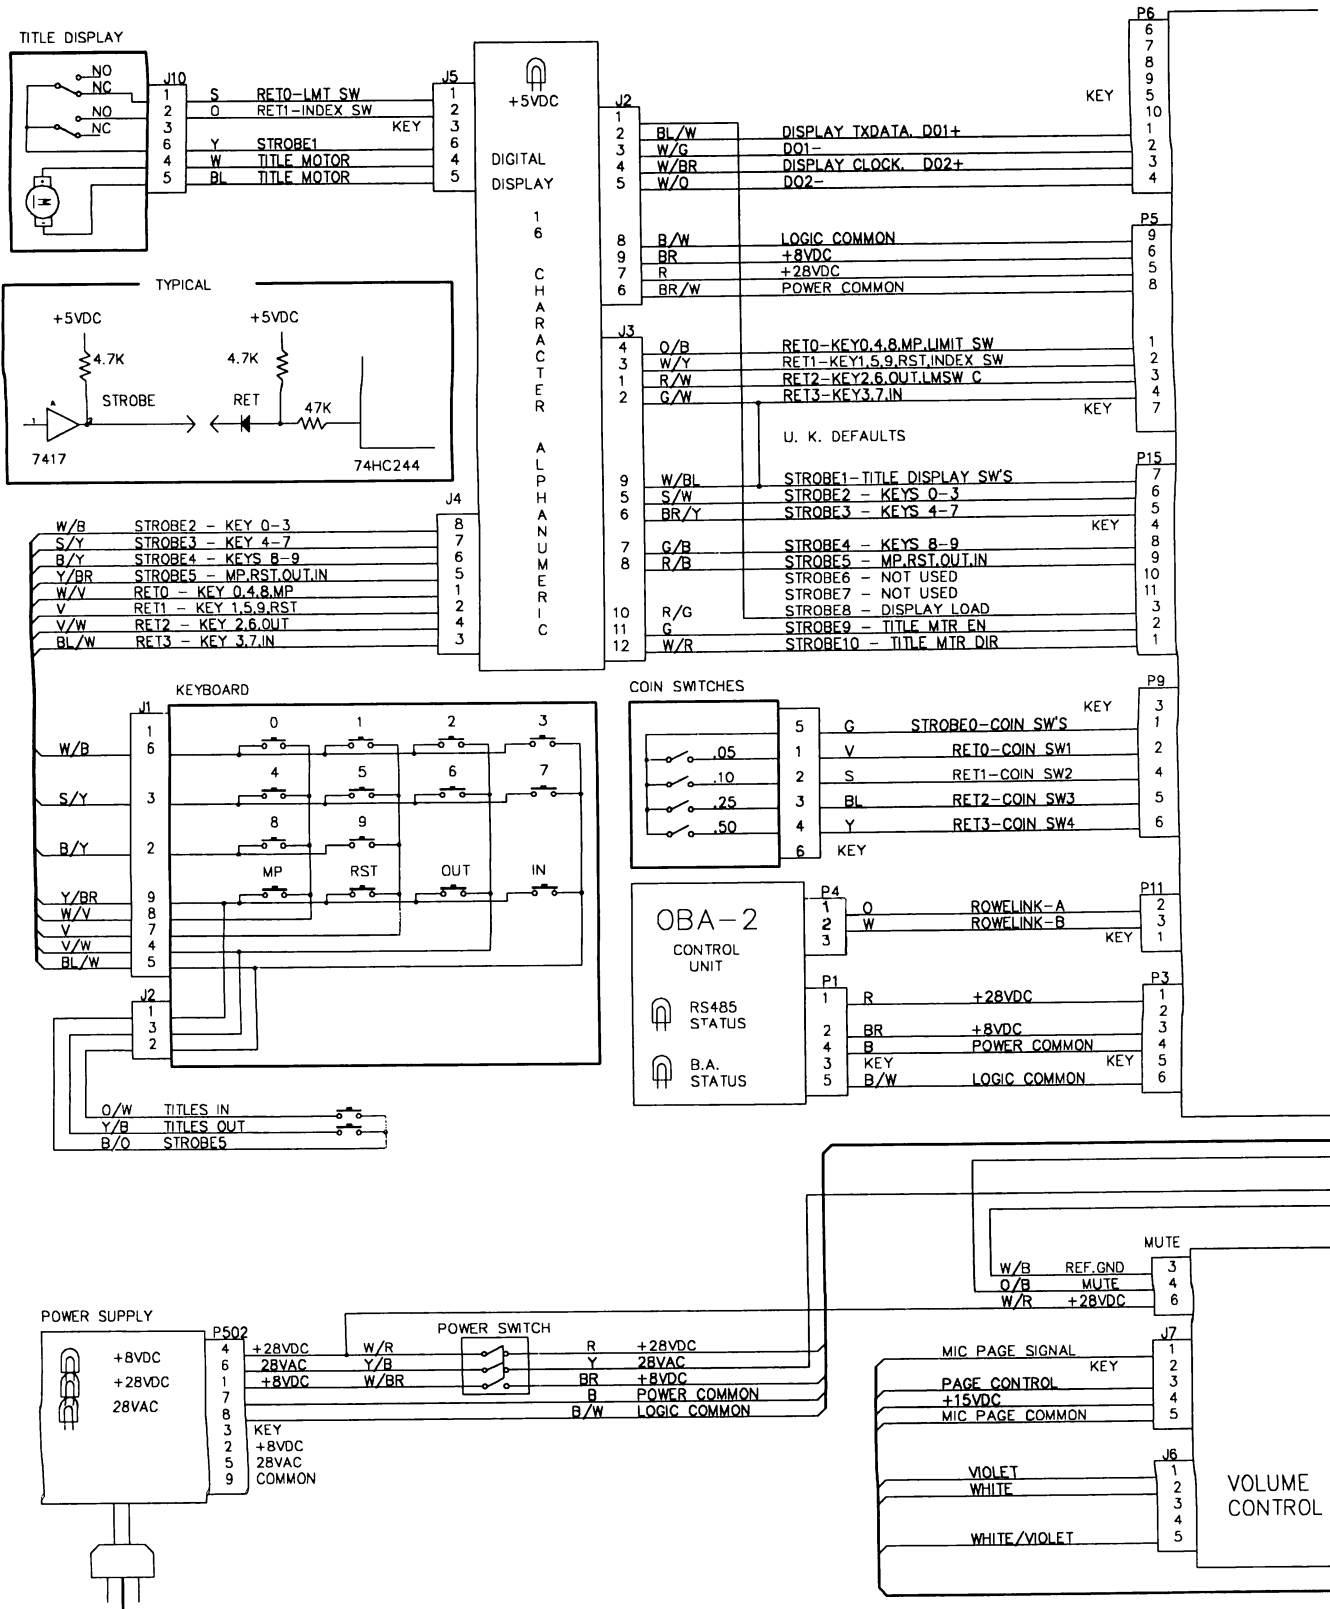 TITLE DISPLAY
NO
NC
NO
NC
M
J10
1 S RET0-LMT SW 1
2 O RET1-INDEX SW 2
3 KEY 3
6 Y STROBE1 6
4 W TITLE MOTOR 4
5 BL TITLE MOTOR 5
J5
+5VDC
DIGITAL
DISPLAY
16 CHARACTER ALPHANUMERIC
J2
1
2 BL/W DISPLAY TXDATA, D01+ 1
3 W/G D01- 2
4 W/BR DISPLAY CLOCK, D02+ 3
5 W/O D02- 4
P6
6
7
8
9
KEY 5
10
P5
8 B/W LOGIC COMMON 9
9 BR +8VDC 6
7 R +28VDC 5
6 BR/W POWER COMMON 8
J3
4 O/B RET0-KEY0,4,8,MP,LIMIT SW 1
3 W/Y RET1-KEY1,5,9,RST,INDEX SW 2
1 R/W RET2-KEY2,6,OUT,LMSW C 3
2 G/W RET3-KEY3,7,IN 4
KEY 7
U. K. DEFAULTS
P15
9 W/BL STROBE1-TITLE DISPLAY SW'S 7
5 S/W STROBE2 - KEYS 0-3 6
6 BR/Y STROBE3 - KEYS 4-7 5
KEY 4
7 G/B STROBE4 - KEYS 8-9 8
8 R/B STROBE5 - MP,RST,OUT,IN 9
STROBE6 - NOT USED 10
STROBE7 - NOT USED 11
10 R/G STROBE8 - DISPLAY LOAD 3
11 G STROBE9 - TITLE MTR EN 2
12 W/R STROBE10 - TITLE MTR DIR 1
TYPICAL
+5VDC +5VDC
4.7K 4.7K
A
STROBE RET
47K
1 2
7417 74HC244
J4
W/B STROBE2 - KEY 0-3 8
S/Y STROBE3 - KEY 4-7 7
B/Y STROBE4 - KEYS 8-9 6
Y/BR STROBE5 - MP,RST,OUT,IN 5
W/V RET0 - KEY 0,4,8,MP 1
V RET1 - KEY 1,5,9,RST 2
V/W RET2 - KEY 2,6,OUT 4
BL/W RET3 - KEY 3,7,IN 3
KEYBOARD
J1
1
W/B 6
S/Y 3
B/Y 2
Y/BR 9
W/V 8
V 7
V/W 4
BL/W 5
0 1 2 3
4 5 6 7
8 9
MP RST OUT IN
J2
1
3
2
O/W TITLES IN
Y/B TITLES OUT
B/O STROBE5
COIN SWITCHES
P9
KEY 3
5 G STROBE0-COIN SW'S 1
.05 1 V RET0-COIN SW1 2
.10 2 S RET1-COIN SW2 4
.25 3 BL RET2-COIN SW3 5
.50 4 Y RET3-COIN SW4 6
6 KEY
OBA-2
CONTROL
UNIT
RS485
STATUS
B.A.
STATUS
P4 P11
1 O ROWELINK-A 2
2 W ROWELINK-B 3
3 KEY 1
P1 P3
1 R +28VDC 1
2
2 BR +8VDC 3
4 B POWER COMMON 4
3 KEY KEY 5
5 B/W LOGIC COMMON 6
MUTE
W/B REF.GND 3
O/B MUTE 4
W/R +28VDC 6
POWER SUPPLY
+8VDC
+28VDC
28VAC
P502
POWER SWITCH
4 +28VDC W/R R +28VDC
6 28VAC Y/B Y 28VAC
1 +8VDC W/BR BR +8VDC
7 B POWER COMMON
8 B/W LOGIC COMMON
3 KEY
2 +8VDC
5 28VAC
9 COMMON
J7
MIC PAGE SIGNAL 1
KEY 2
PAGE CONTROL 3
+15VDC 4
MIC PAGE COMMON 5
J6
VIOLET 1
WHITE 2
3
4
WHITE/VIOLET 5
VOLUME
CONTROL